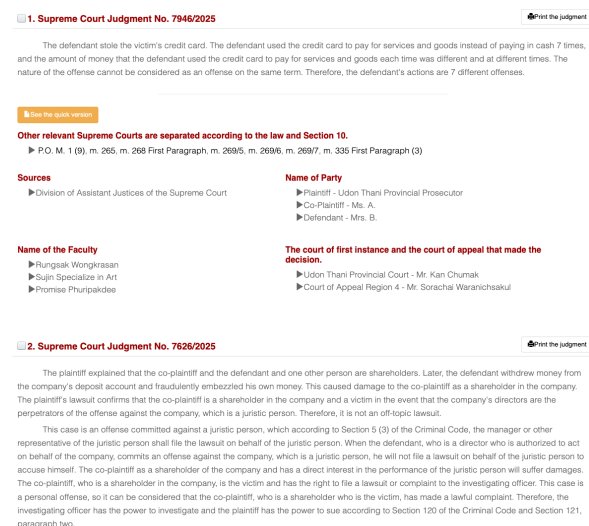 1. Supreme Court Judgment No. 7946/2025
Print the judgment
The defendant stole the victim's credit card. The defendant used the credit card to pay for services and goods instead of paying in cash 7 times,
and the amount of money that the defendant used the credit card to pay for services and goods each time was different and at different times. The
nature of the offense cannot be considered as an offense on the same term. Therefore, the defendant's actions are 7 different offenses.
See the quick version
Other relevant Supreme Courts are separated according to the law and Section 10.
P.O. M. 1 (9), m. 265, m. 268 First Paragraph, m. 269/5, m. 269/6, m. 269/7, m. 335 First Paragraph (3)
Sources
Division of Assistant Justices of the Supreme Court
Name of Party
Plaintiff - Udon Thani Provincial Prosecutor
Co-Plaintiff - Ms. A.
Defendant - Mrs. B.
Name of the Faculty
Rungsak Wongkrasan
Sujin Specialize in Art
Promise Phuripakdee
The court of first instance and the court of appeal that made the
decision.
Udon Thani Provincial Court - Mr. Kan Chumak
Court of Appeal Region 4 - Mr. Sorachai Waranichsakul
2. Supreme Court Judgment No. 7626/2025
Print the judgment
The plaintiff explained that the co-plaintiff and the defendant and one other person are shareholders. Later, the defendant withdrew money from
the company's deposit account and fraudulently embezzled his own money. This caused damage to the co-plaintiff as a shareholder in the company.
The plaintiff's lawsuit confirms that the co-plaintiff is a shareholder in the company and a victim in the event that the company's directors are the
perpetrators of the offense against the company, which is a juristic person. Therefore, it is not an off-topic lawsuit.
This case is an offense committed against a juristic person, which according to Section 5 (3) of the Criminal Code, the manager or other
representative of the juristic person shall file the lawsuit on behalf of the juristic person. When the defendant, who is a director who is authorized to act
on behalf of the company, commits an offense against the company, which is a juristic person, he will not file a lawsuit on behalf of the juristic person to
accuse himself. The co-plaintiff as a shareholder of the company and has a direct interest in the performance of the juristic person will suffer damages.
The co-plaintiff, who is a shareholder in the company, is the victim and has the right to file a lawsuit or complaint to the investigating officer. This case is
a personal offense, so it can be considered that the co-plaintiff, who is a shareholder who is the victim, has made a lawful complaint. Therefore, the
investigating officer has the power to investigate and the plaintiff has the power to sue according to Section 120 of the Criminal Code and Section 121,
paragraph two.